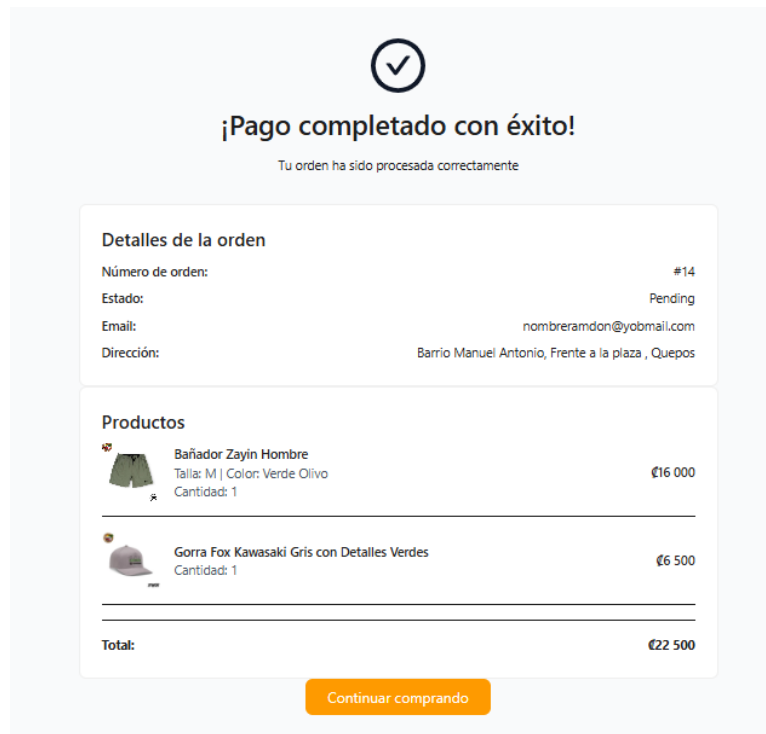 ¡Pago completado con éxito!
Tu orden ha sido procesada correctamente
Detalles de la orden
Número de orden: #14
Estado: Pending
Email: nombreramdon@yobmail.com
Dirección: Barrio Manuel Antonio, Frente a la plaza , Quepos
Productos
Bañador Zayin Hombre
Talla: M | Color: Verde Olivo
Cantidad: 1
₡16 000
Gorra Fox Kawasaki Gris con Detalles Verdes
Cantidad: 1
₡6 500
Total: ₡22 500
Continuar comprando